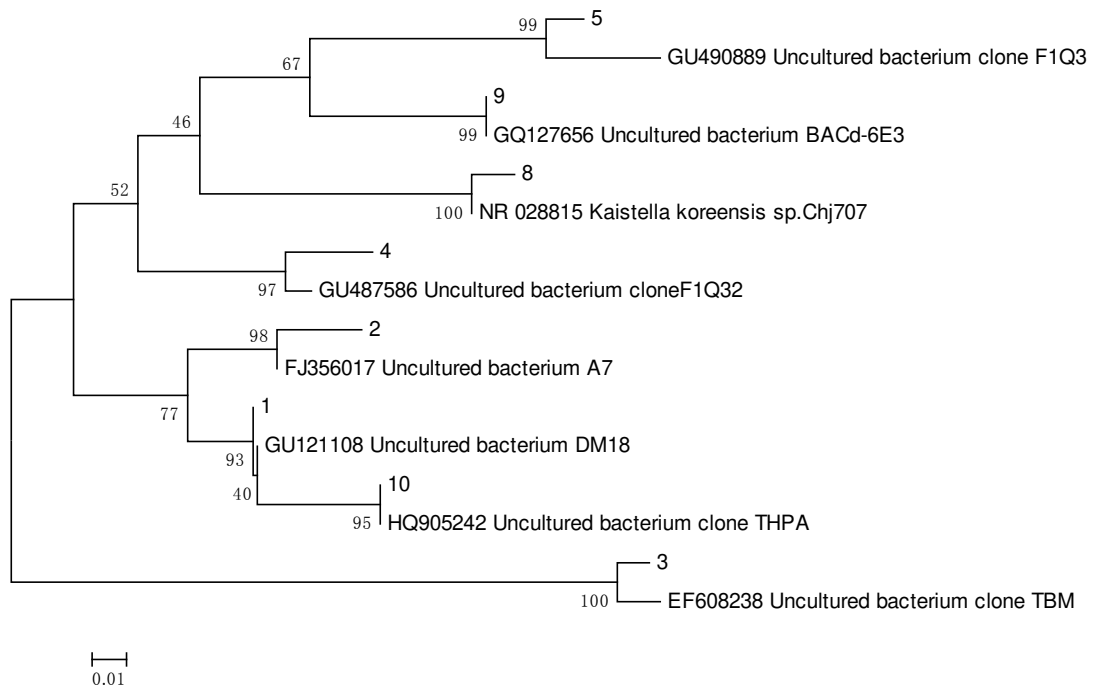 5
99
GU490889 Uncultured bacterium clone F1Q3
67
9
99
GQ127656 Uncultured bacterium BACd-6E3
46
8
100
NR 028815 Kaistella koreensis sp.Chj707
52
4
97
GU487586 Uncultured bacterium cloneF1Q32
2
98
FJ356017 Uncultured bacterium A7
77
1
GU121108 Uncultured bacterium DM18
93
40
10
95
HQ905242 Uncultured bacterium clone THPA
3
100
EF608238 Uncultured bacterium clone TBM
0.01